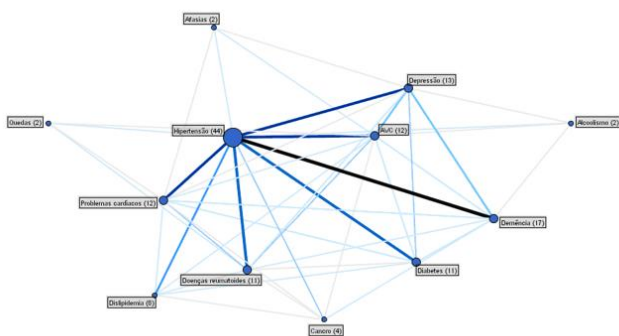 Afasias (2)
Depressão (13)
Quedas (2)
Hipertensão (44)
AVC (12)
Alcoolismo (2)
Problemas cardíacos (12)
Demência (17)
Doenças reumatoides (11)
Diabetes (11)
Dislipidemia (8)
Cancro (4)